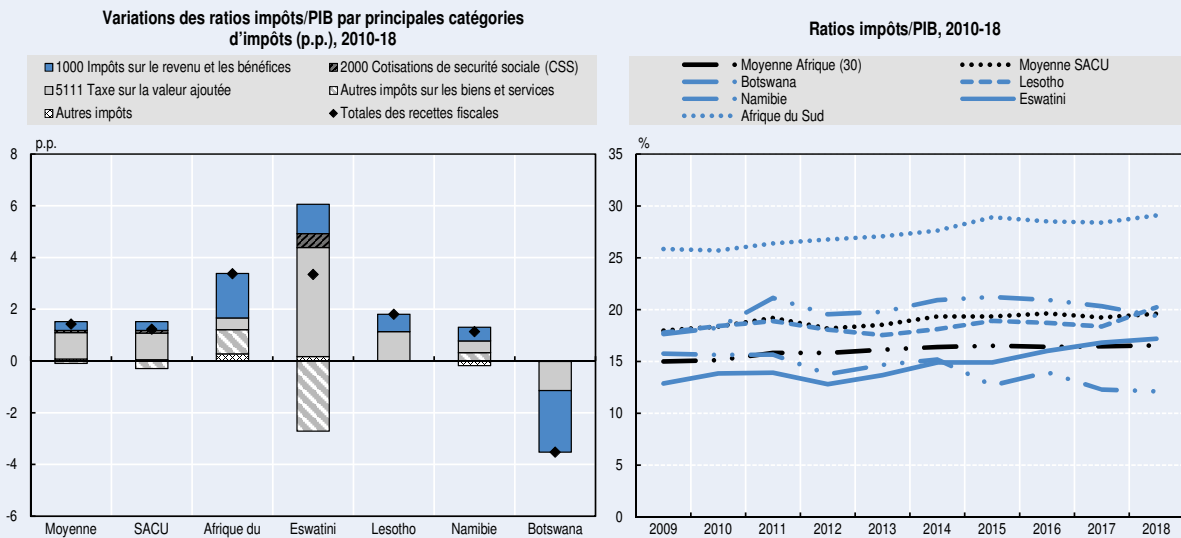 Variations des ratios impôts/PIB par principales catégories
d'impôts (p.p.), 2010-18
1000 Impôts sur le revenu et les bénéfices
2000 Cotisations de securité sociale (CSS)
5111 Taxe sur la valeur ajoutée
Autres impôts sur les biens et services
Autres impôts
Totales des recettes fiscales
p.p.
8
6
4
2
0
-2
-4
-6
Moyenne SACU Afrique du Eswatini Lesotho Namibie Botswana
Ratios impôts/PIB, 2010-18
Moyenne Afrique (30)
Moyenne SACU
Botswana
Lesotho
Namibie
Eswatini
Afrique du Sud
%
35
30
25
20
15
10
5
0
2009 2010 2011 2012 2013 2014 2015 2016 2017 2018